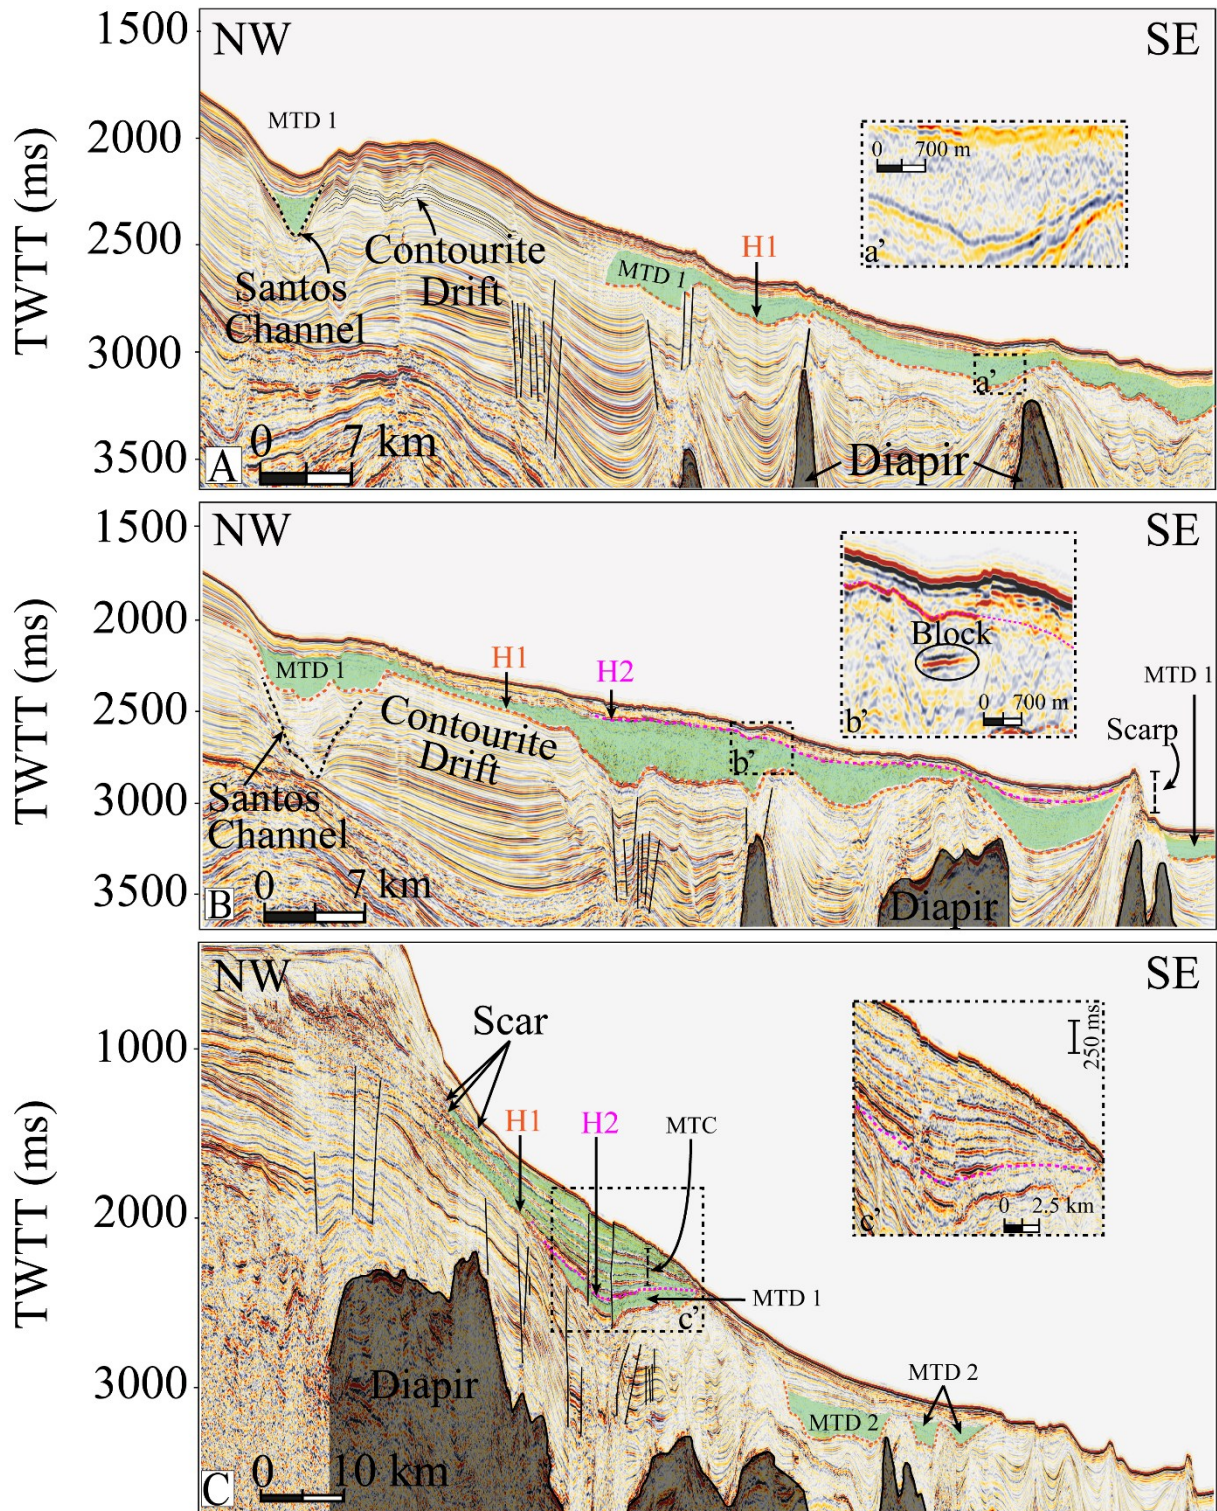 NW
SE
TWTT (ms)
1500
2000
2500
3000
3500
MTD 1
Contourite
Drift
Santos
Channel
MTD 1
H1
0 700 m
a'
a'
Diapir
A
0 7 km
NW
SE
TWTT (ms)
1500
2000
2500
3000
3500
MTD 1
H1
H2
Contourite
Drift
Santos
Channel
b'
Block
0 700 m
b'
MTD 1
Scarp
Diapir
B
0 7 km
NW
SE
TWTT (ms)
1000
2000
3000
Scar
H1
H2
MTC
MTD 1
c'
250 ms
0 2.5 km
c'
MTD 2
MTD 2
Diapir
C
0 10 km